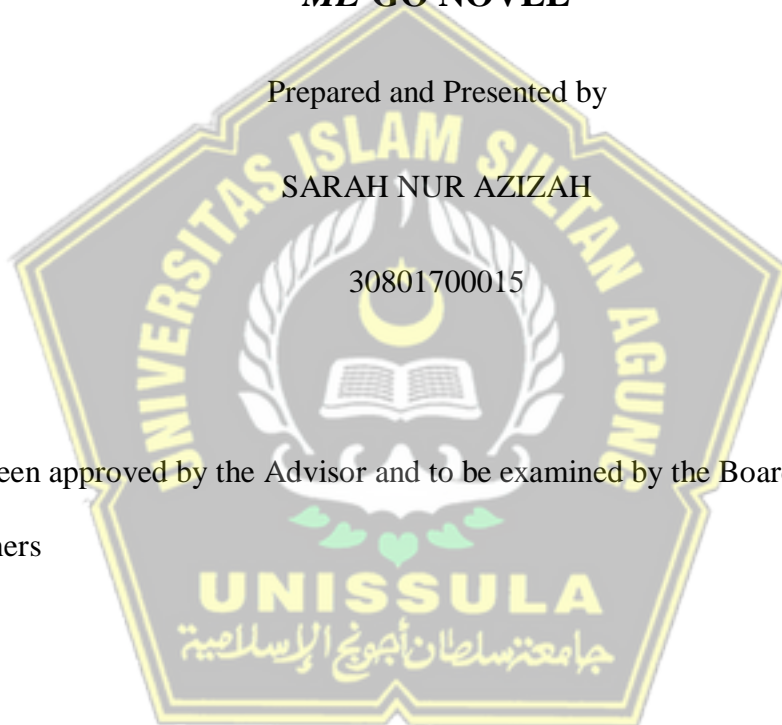 ME GO NOVEL
Prepared and Presented by
SARAH NUR AZIZAH
30801700015
UNIVERSITAS ISLAM SULTAN AGUNG
een approved by the Advisor and to be examined by the Boar
ners
UNISSULA
جامعة سلطان أجونج الإسلامية